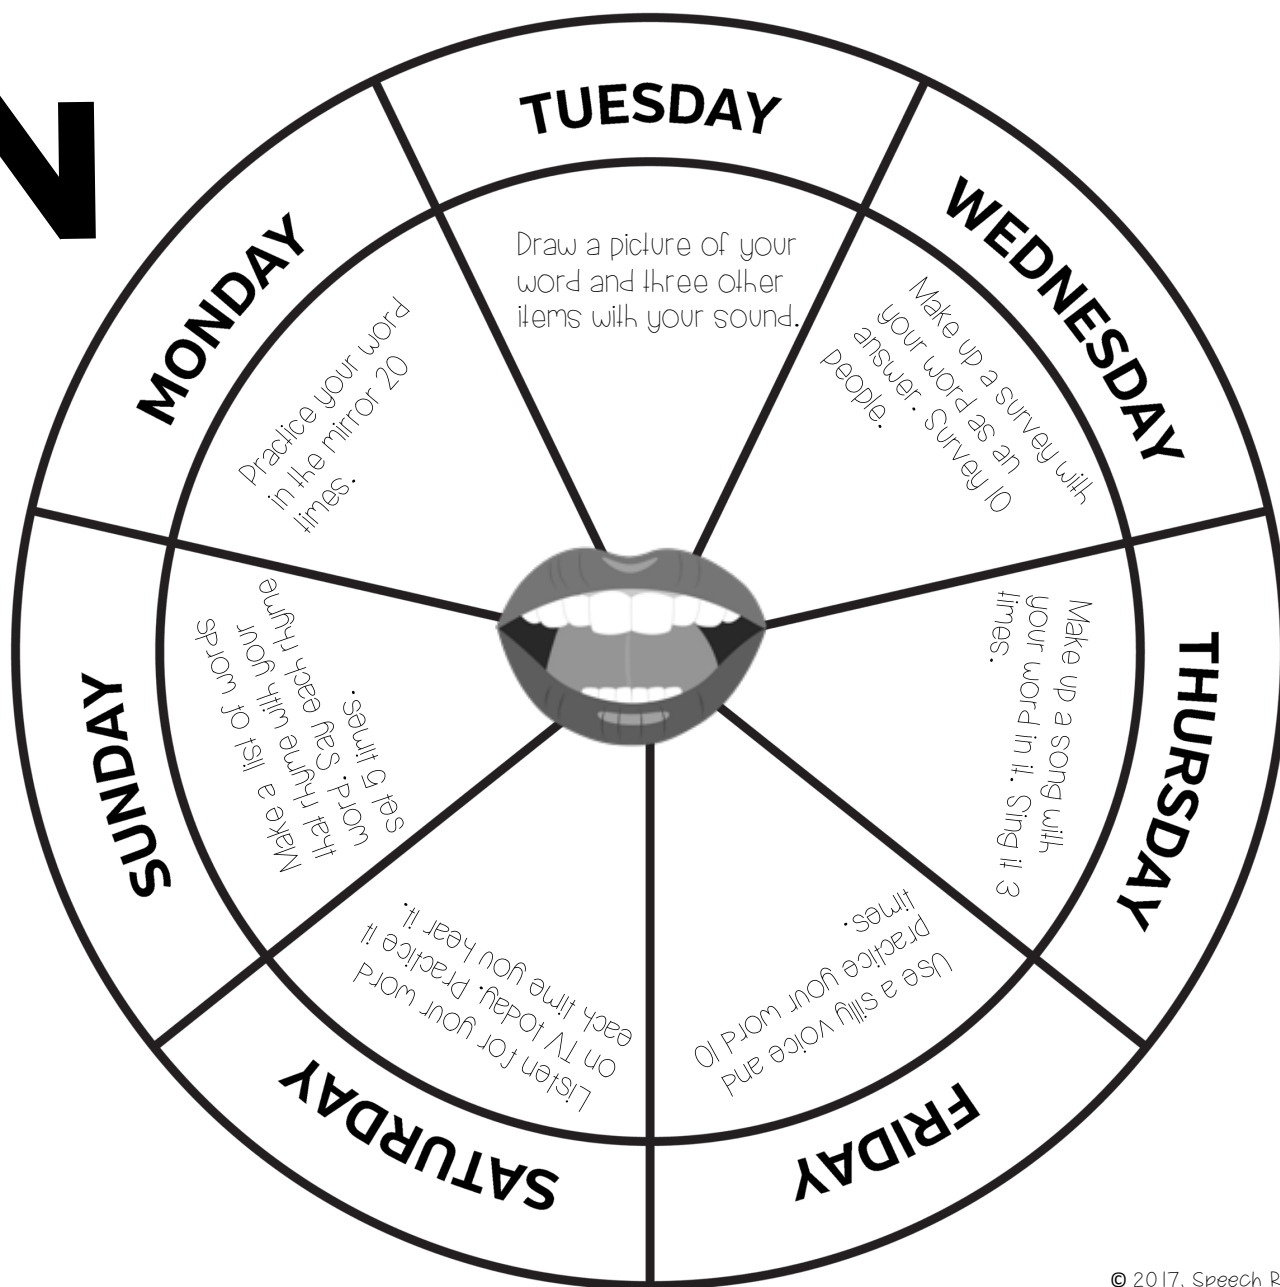 N
MONDAY
Practice your word
in the mirror 20
times.
TUESDAY
Draw a picture of your
word and three other
items with your sound.
WEDNESDAY
Make up a survey with
your word as an
answer. Survey 10
people.
THURSDAY
Make up a song with
your word in it. Sing it 3
times.
FRIDAY
Use a silly voice and
practice your word 10
times.
SATURDAY
Listen for your word
on TV today. Practice it
each time you hear it.
SUNDAY
Make a list of words
that rhyme with your
word. Say each rhyme
set 5 times.
© 2017. Speech